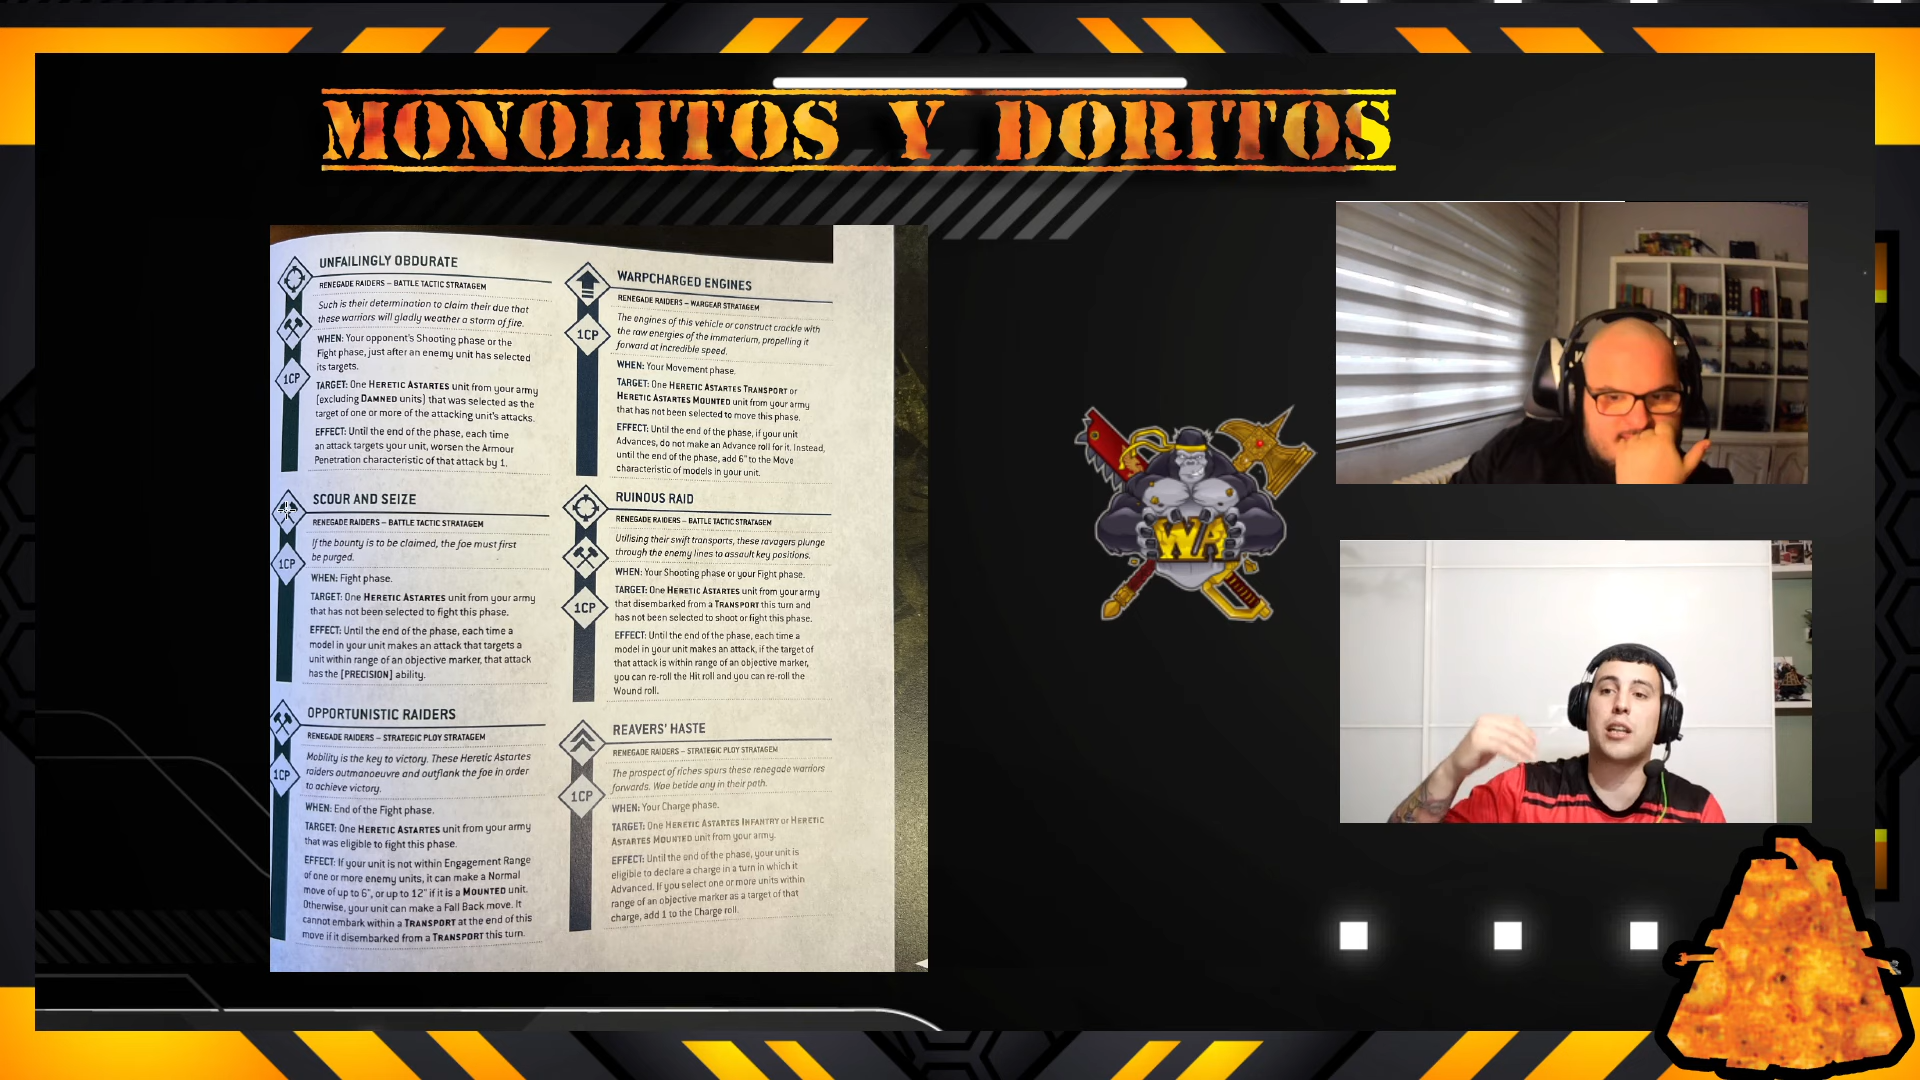 MONOLITOS Y DORITOS
UNFAILINGLY OBDURATE
RENEGADE RAIDERS – BATTLE TACTIC STRATAGEM
Such is their determination to claim their due that
these warriors will gladly weather a storm of fire.
WHEN: Your opponent's Shooting phase or the
Fight phase, just after an enemy unit has selected
its targets.
1CP
TARGET: One HERETIC ASTARTES unit from your army
(excluding DAMNED units) that was selected as the
target of one or more of the attacking unit's attacks.
EFFECT: Until the end of the phase, each time
an attack targets your unit, worsen the Armour
Penetration characteristic of that attack by 1.
SCOUR AND SEIZE
RENEGADE RAIDERS – BATTLE TACTIC STRATAGEM
If the bounty is to be claimed, the foe must first
be purged.
1CP
WHEN: Fight phase.
TARGET: One HERETIC ASTARTES unit from your army
that has not been selected to fight this phase.
EFFECT: Until the end of the phase, each time a
model in your unit makes an attack that targets a
unit within range of an objective marker, that attack
has the [PRECISION] ability.
OPPORTUNISTIC RAIDERS
RENEGADE RAIDERS – STRATEGIC PLOY STRATAGEM
Mobility is the key to victory. These Heretic Astartes
raiders outmanoeuvre and outflank the foe in order
to achieve victory.
1CP
WHEN: End of the Fight phase.
TARGET: One HERETIC ASTARTES unit from your army
that was eligible to fight this phase.
EFFECT: If your unit is not within Engagement Range
of one or more enemy units, it can make a Normal
move of up to 6", or up to 12" if it is a MOUNTED unit.
Otherwise, your unit can make a Fall Back move. It
cannot embark within a TRANSPORT at the end of this
move if it disembarked from a TRANSPORT this turn.
WARPCHARGED ENGINES
RENEGADE RAIDERS – WARGEAR STRATAGEM
The engines of this vehicle or construct crackle with
the raw energies of the immaterium, propelling it
forward at incredible speed.
1CP
WHEN: Your Movement phase.
TARGET: One HERETIC ASTARTES TRANSPORT or
HERETIC ASTARTES MOUNTED unit from your army
that has not been selected to move this phase.
EFFECT: Until the end of the phase, if your unit
Advances, do not make an Advance roll for it. Instead,
until the end of the phase, add 6" to the Move
characteristic of models in your unit.
RUINOUS RAID
RENEGADE RAIDERS – BATTLE TACTIC STRATAGEM
Utilising their swift transports, these ravagers plunge
through the enemy lines to assault key positions.
WHEN: Your Shooting phase or your Fight phase.
1CP
TARGET: One HERETIC ASTARTES unit from your army
that disembarked from a TRANSPORT this turn and
has not been selected to shoot or fight this phase.
EFFECT: Until the end of the phase, each time a
model in your unit makes an attack, if the target of
that attack is within range of an objective marker,
you can re-roll the Hit roll and you can re-roll the
Wound roll.
REAVERS' HASTE
RENEGADE RAIDERS – STRATEGIC PLOY STRATAGEM
The prospect of riches spurs these renegade warriors
forwards. Woe betide any in their path.
1CP
WHEN: Your Charge phase.
TARGET: One HERETIC ASTARTES INFANTRY or HERETIC
ASTARTES MOUNTED unit from your army.
EFFECT: Until the end of the phase, your unit is
eligible to declare a charge in a turn in which it
Advanced. If you select one or more units within
range of an objective marker as a target of that
charge, add 1 to the Charge roll.
WA